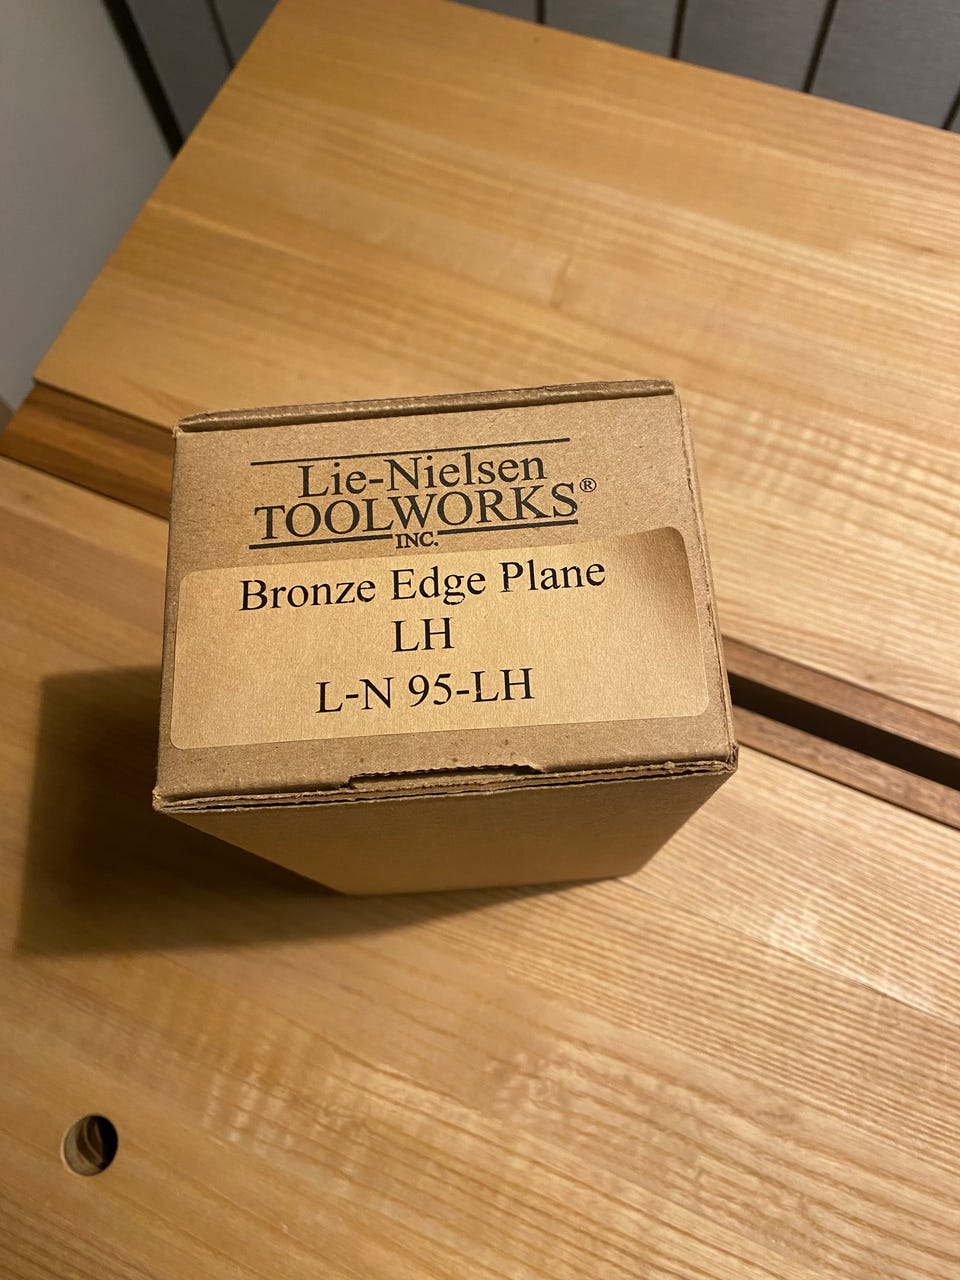 Lie-Nielsen
TOOLWORKS®
INC.
Bronze Edge Plane
LH
L-N 95-LH